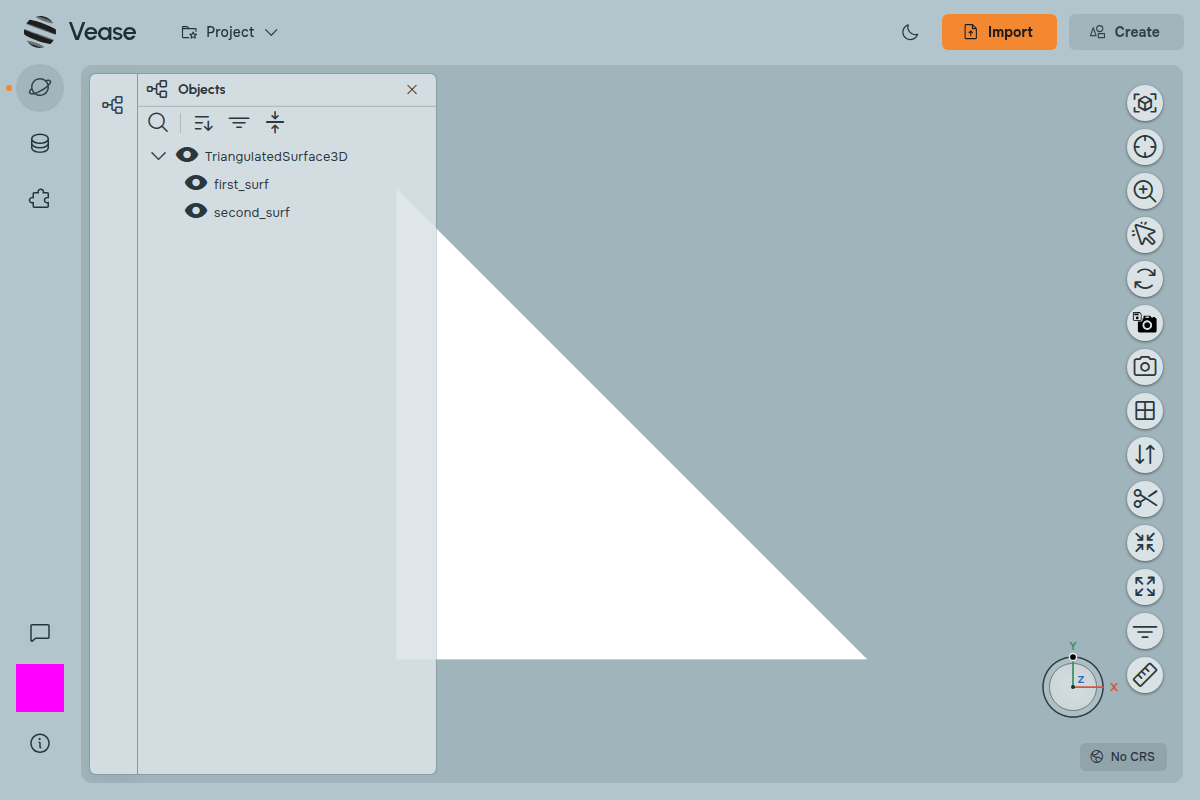 Vease
Project
Import
Create
Objects
TriangulatedSurface3D
first_surf
second_surf
Y
Z
X
No CRS